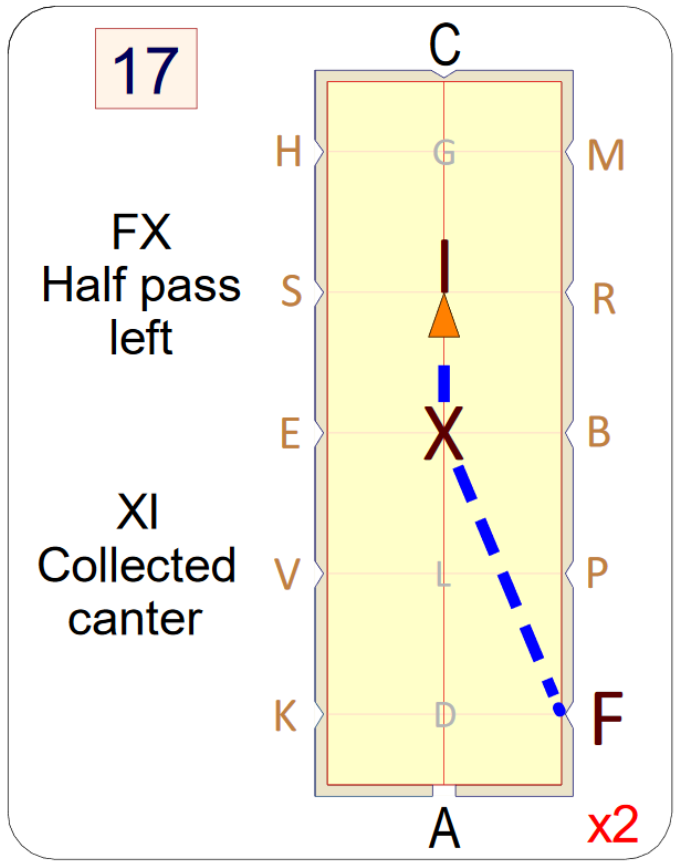 17
C
H G M
FX
Half pass
left
I
S R
E X B
XI
Collected
canter
V L P
K D F
A
x2